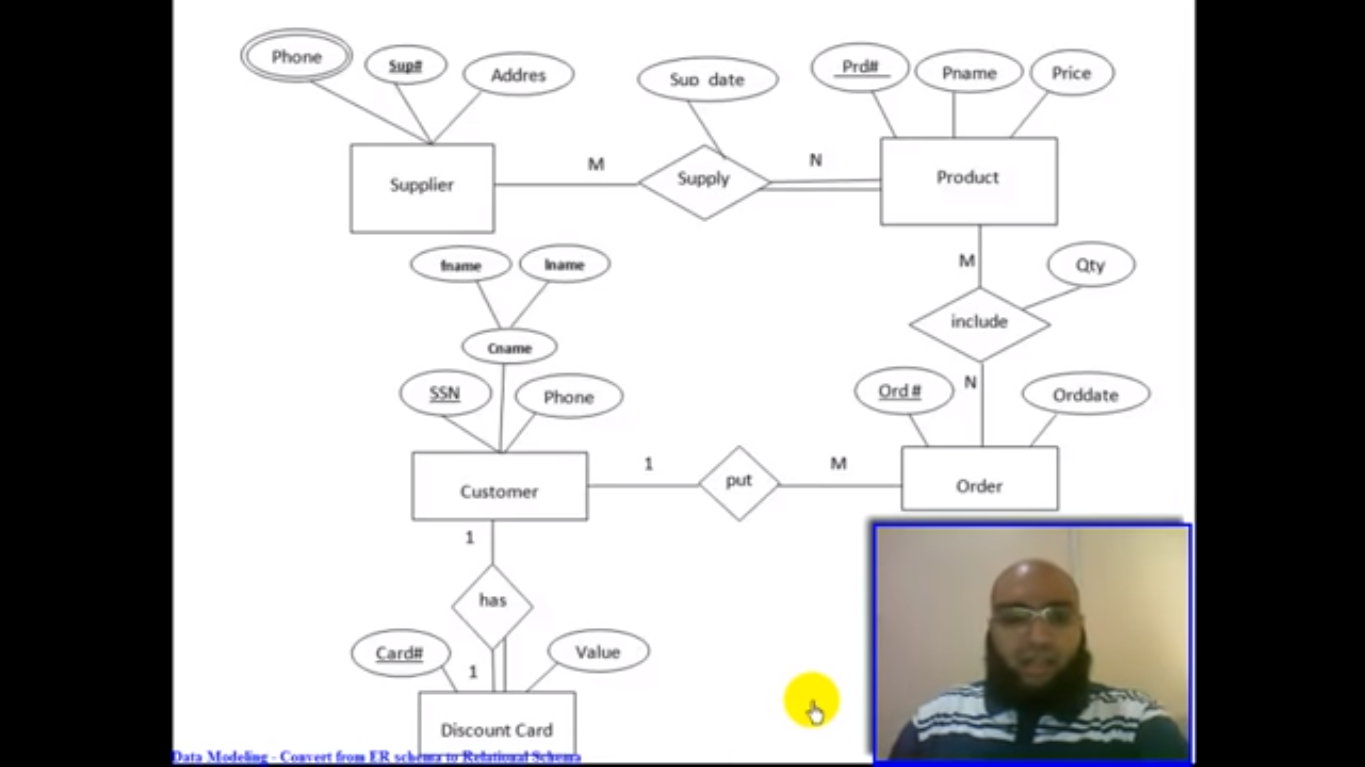 Phone
Sup#
Addres
Sup_date
Prd#
Pname
Price
Supplier
M
Supply
N
Product
fname
lname
M
Qty
Cname
include
SSN
Phone
Ord #
N
Orddate
Customer
1
put
M
Order
1
has
Card#
1
Value
Discount Card
Data Modeling - Convert from ER schema to Relational Schema